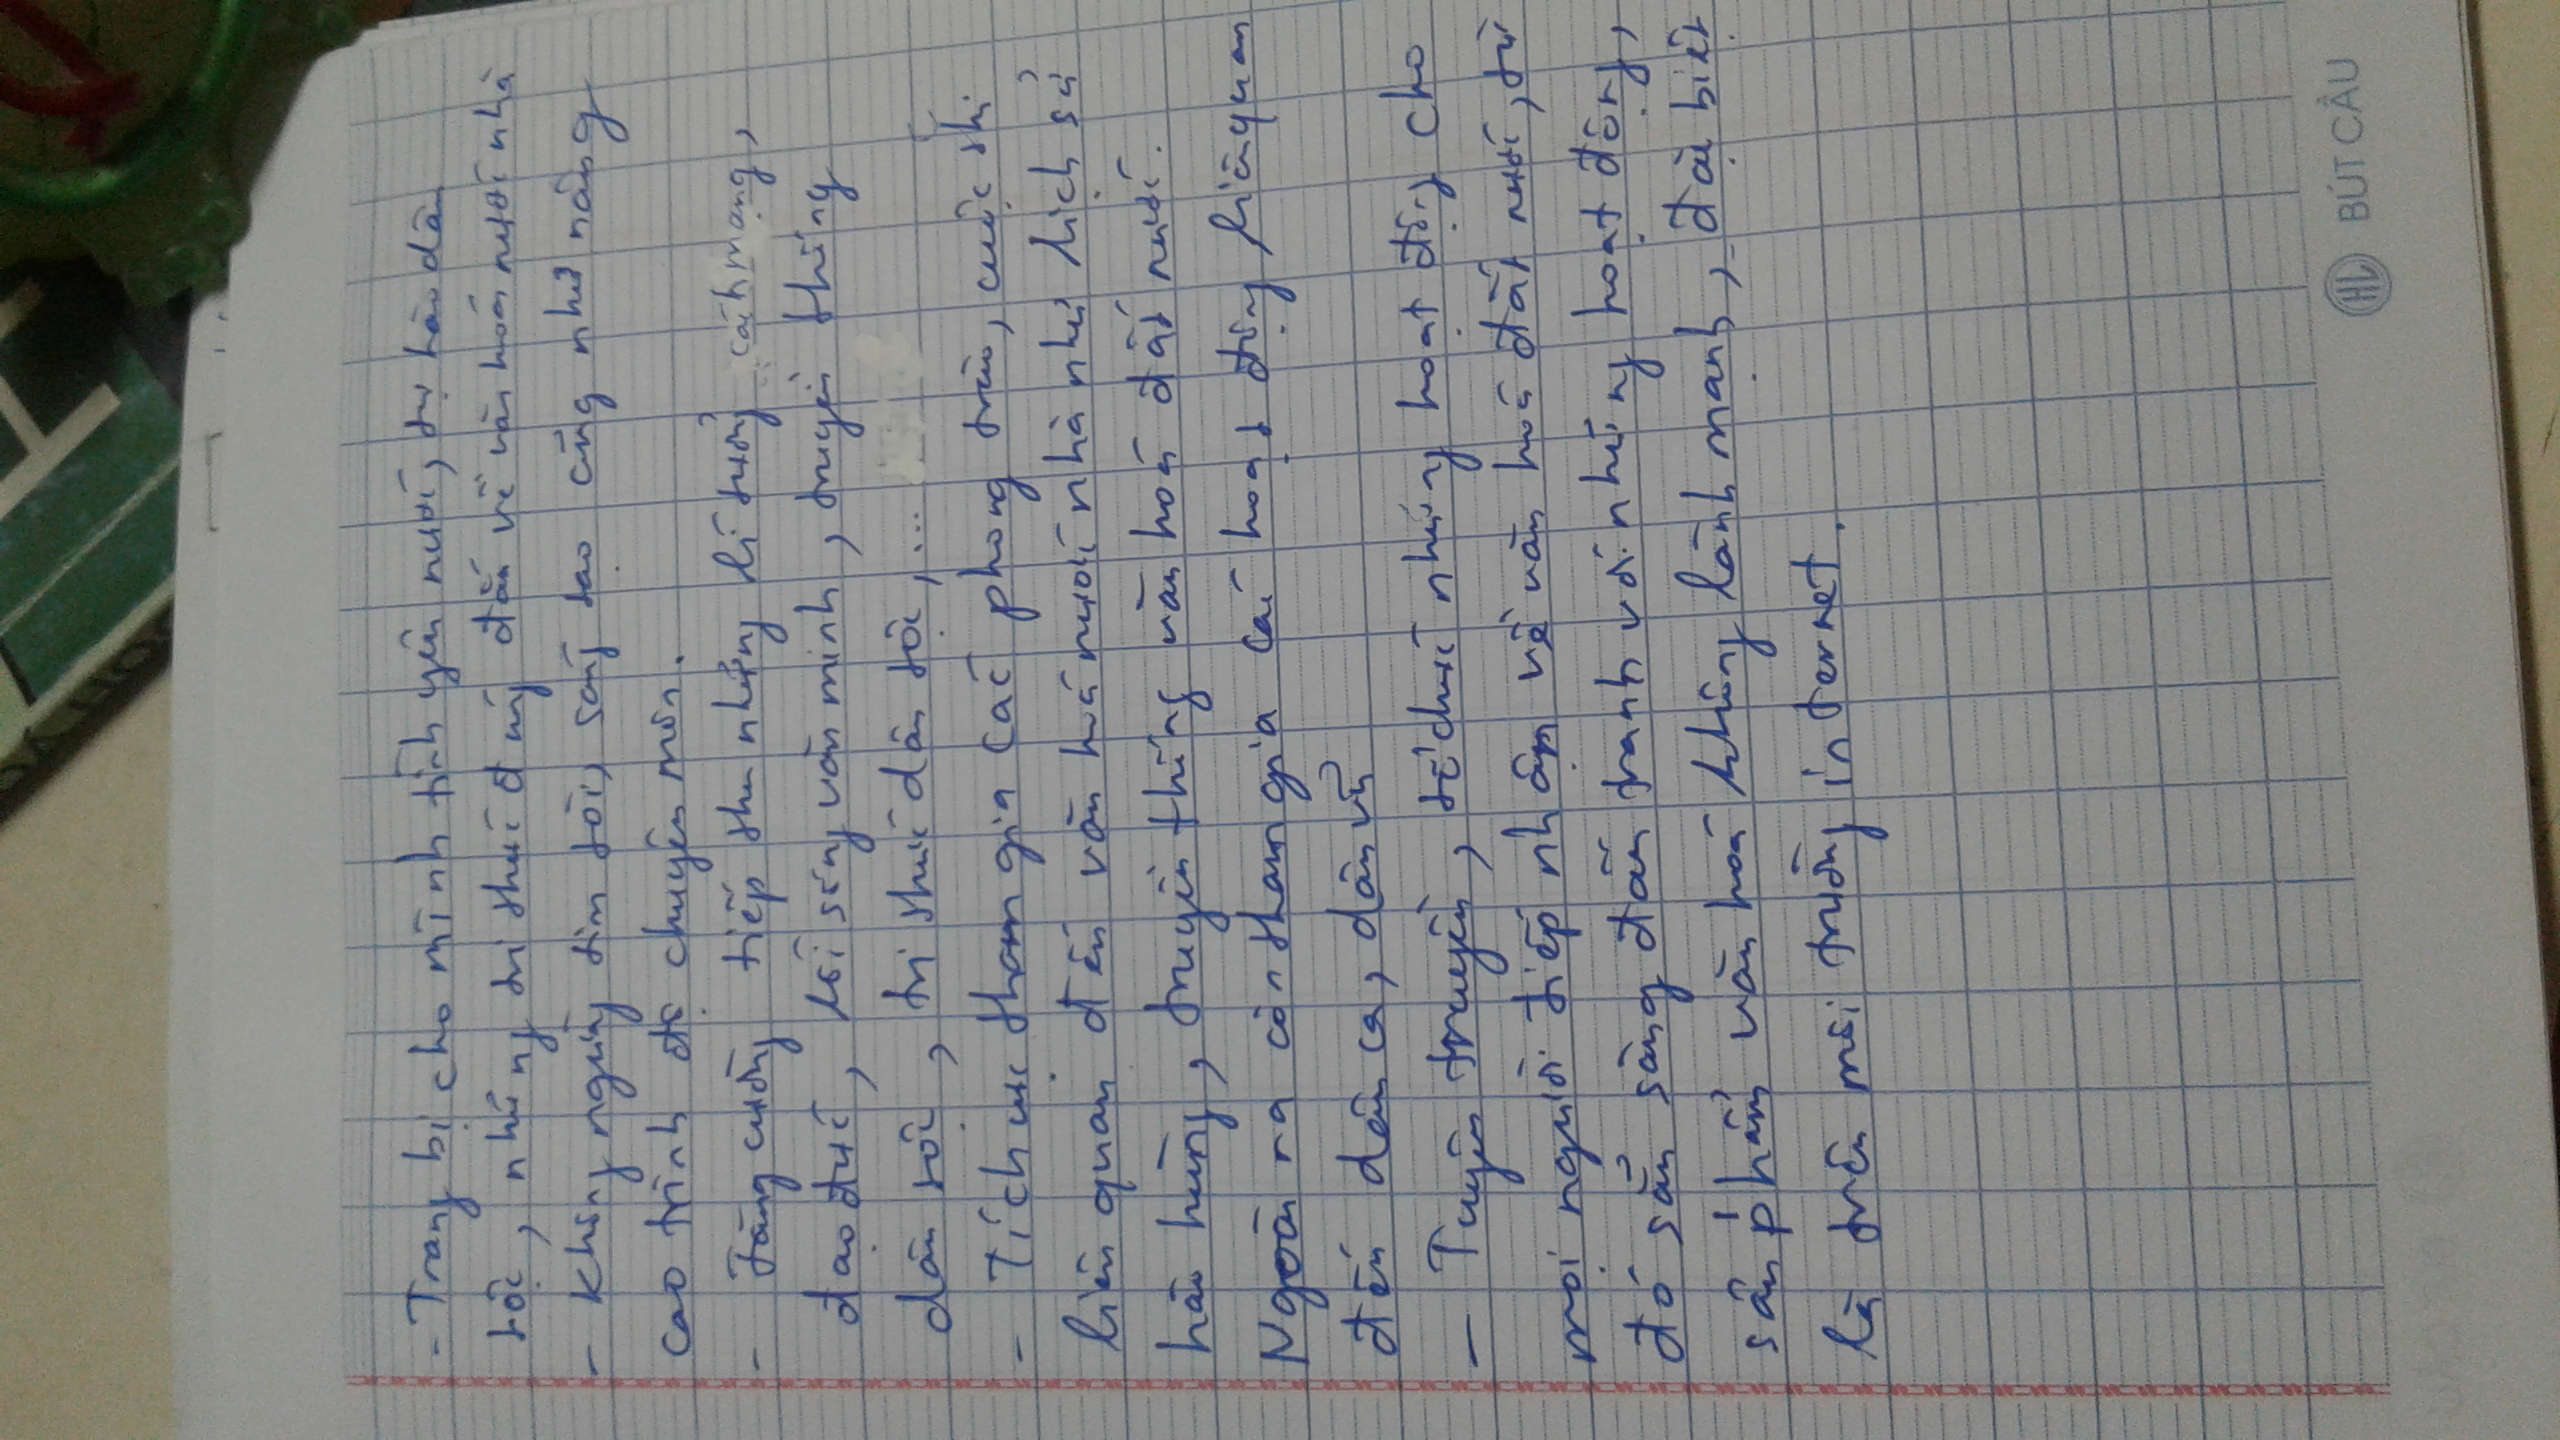 - Trang bị cho mình tình yêu nước, tự hào dân
tộc, những tri thức đúng đắn về văn hoá nước nhà
- Không ngừng tìm tòi, sáng tạo cũng như nâng
cao trình độ chuyên môn.
- Tăng cường tiếp thu những lí tưởng cách mạng,
đạo đức, lối sống văn minh, truyền thống
dân tộc, tri thức dân tộc, ...
- Tích cực tham gia các phong trào, cuộc thi
liên quan đến văn hoá nước nhà như lịch sử
hào hùng, truyền thống văn hoá đất nước.
Ngoài ra còn tham gia các hoạt động liên quan
đến dân ca, dân vũ
- Tuyên truyền, tổ chức những hoạt động cho
mọi người tiếp nhận về văn hoá đất nước, từ
đó sẵn sàng đấu tranh với những hoạt động,
sản phẩm văn hoá không lành mạnh, đặc biệt
là trên môi trường internet.
HL BÚT CÂU